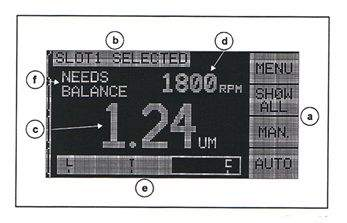 b
d
SLOT1 SELECTED
f
NEEDS
BALANCE
1800 RPM
MENU
SHOW
ALL
c
1.24 UM
a
MAN.
AUTO
L T C
e